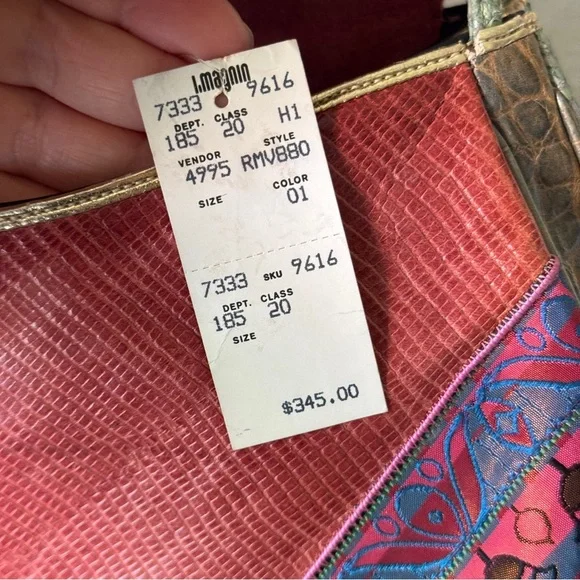 I.magnin
7333 9616
DEPT. CLASS H1
185 20
VENDOR STYLE
4995 RMV880
SIZE COLOR
01
7333 SKU 9616
DEPT. CLASS
185 20
SIZE
$345.00